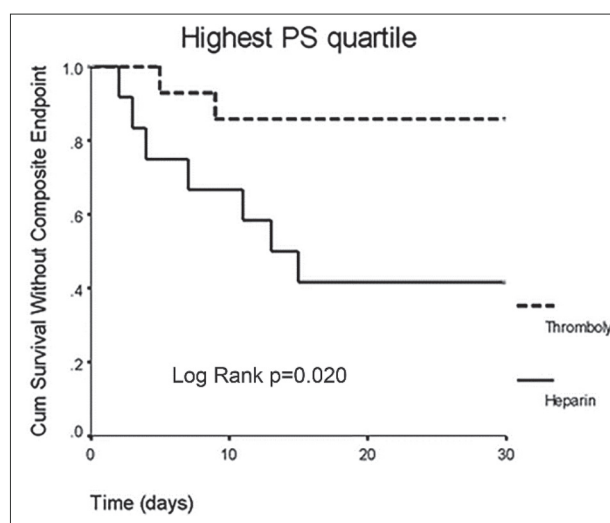 Highest PS quartile
Cum Survival Without Composite Endpoint
1.0
.8
.6
.4
.2
.0
Log Rank p=0.020
Thromboly
Heparin
0 10 20 30
Time (days)